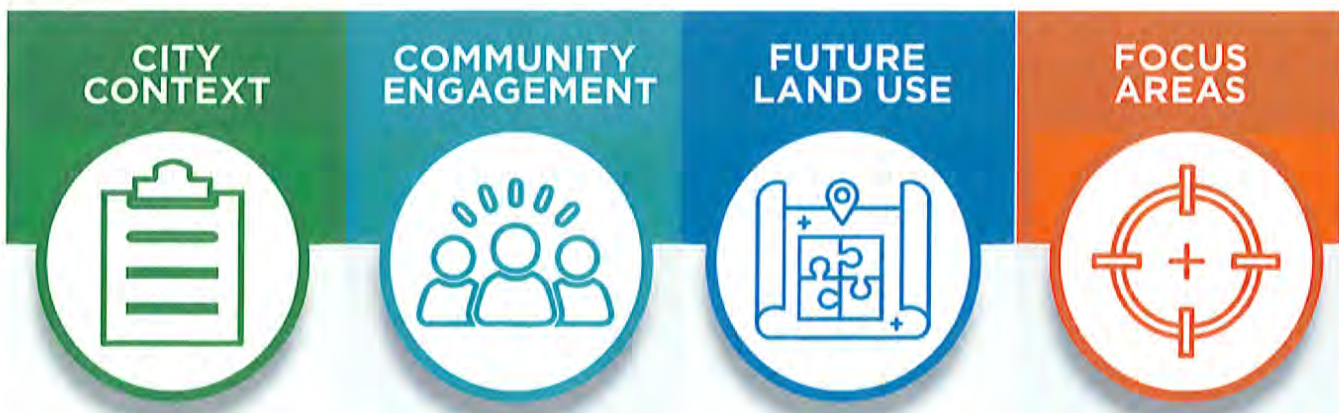 CITY
CONTEXT
COMMUNITY
ENGAGEMENT
FUTURE
LAND USE
FOCUS
AREAS